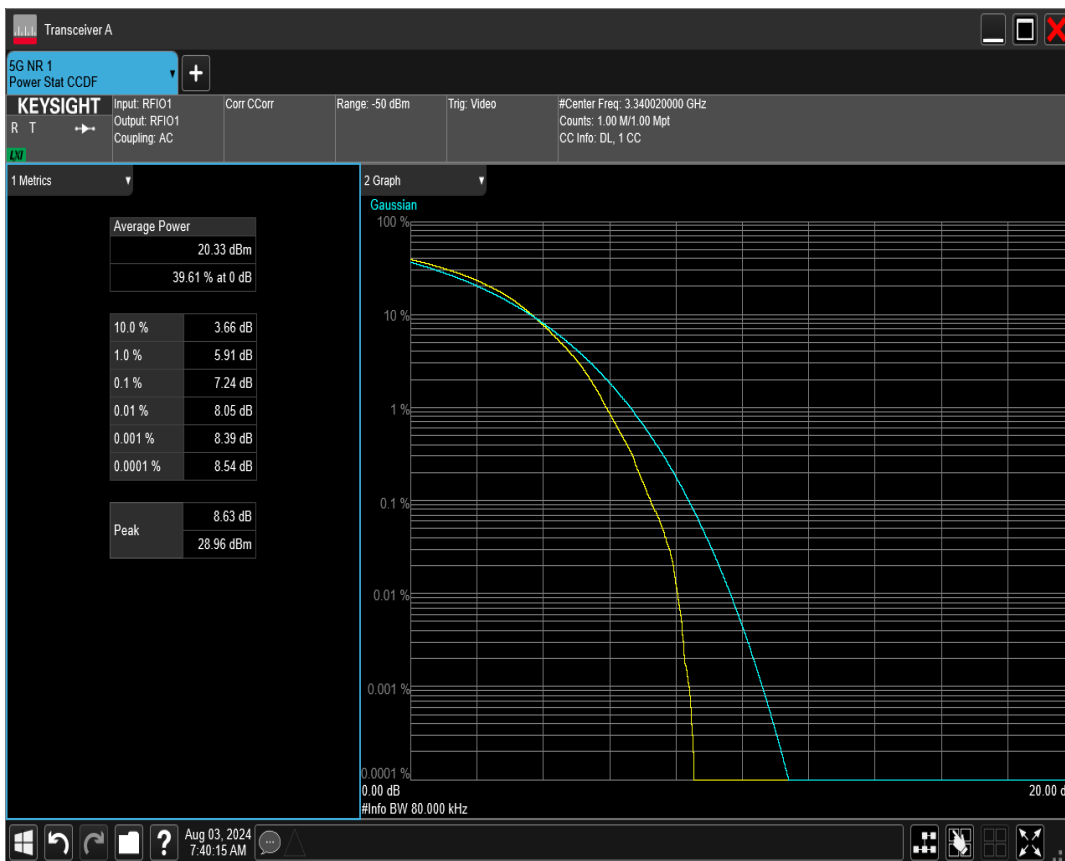 Transceiver A
5G NR 1
Power Stat CCDF
KEYSIGHT
R T
LXI
Input: RFIO1
Output: RFIO1
Coupling: AC
Corr CCorr
Range: -50 dBm
Trig: Video
#Center Freq: 3.340020000 GHz
Counts: 1.00 M/1.00 Mpt
CC Info: DL, 1 CC
1 Metrics
Average Power
20.33 dBm
39.61 % at 0 dB
10.0 % 3.66 dB
1.0 % 5.91 dB
0.1 % 7.24 dB
0.01 % 8.05 dB
0.001 % 8.39 dB
0.0001 % 8.54 dB
Peak
8.63 dB
28.96 dBm
2 Graph
Gaussian
100 %
10 %
1 %
0.1 %
0.01 %
0.001 %
0.0001 %
0.00 dB
20.00 d
#Info BW 80.000 kHz
?
Aug 03, 2024
7:40:15 AM